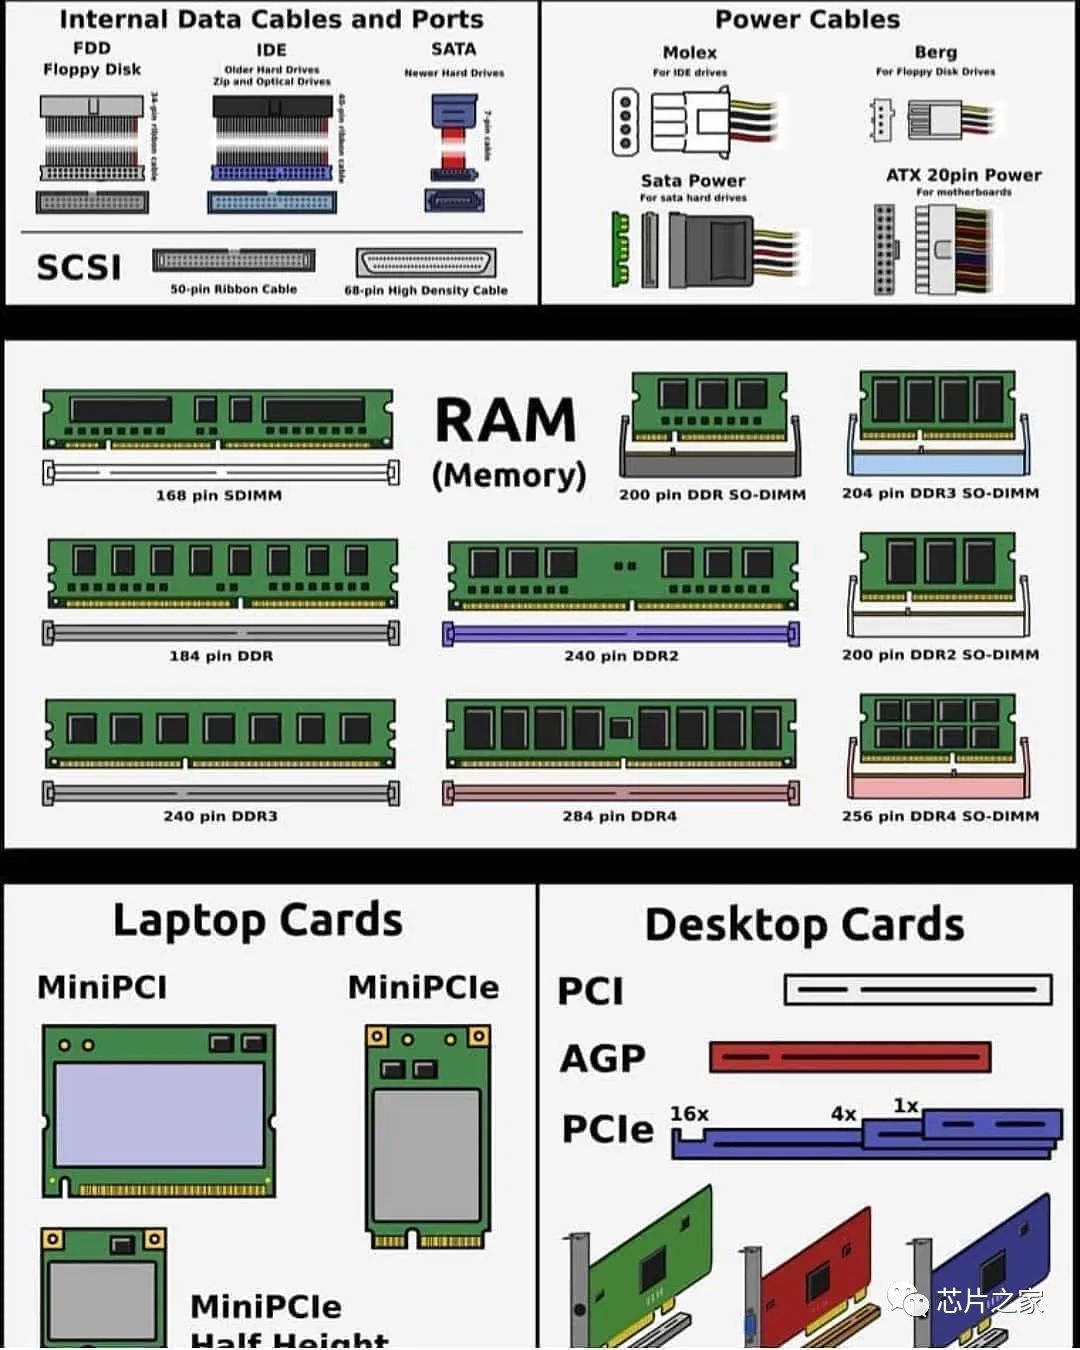 Internal Data Cables and Ports
FDD
Floppy Disk
34-pin ribbon cable
IDE
Older Hard Drives
Zip and Optical Drives
40-pin ribbon cable
SATA
Newer Hard Drives
7-pin cable
SCSI
50-pin Ribbon Cable
68-pin High Density Cable
Power Cables
Molex
For IDE drives
Berg
For Floppy Disk Drives
Sata Power
For sata hard drives
ATX 20pin Power
For motherboards
RAM
(Memory)
168 pin SDIMM
200 pin DDR SO-DIMM
204 pin DDR3 SO-DIMM
184 pin DDR
240 pin DDR2
200 pin DDR2 SO-DIMM
240 pin DDR3
284 pin DDR4
256 pin DDR4 SO-DIMM
Laptop Cards
MiniPCI
MiniPCIe
MiniPCIe
Half Height
Desktop Cards
PCI
AGP
PCIe
16x
4x
1x
芯片之家